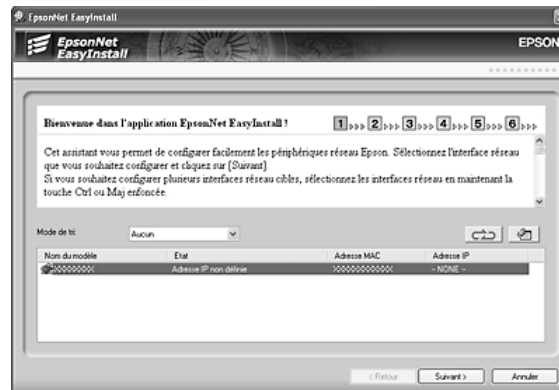 EpsonNet EasyInstall
EpsonNet
EasyInstall
EPSON
Bienvenue dans l'application EpsonNet EasyInstall !
1 >>> 2 >>> 3 >>> 4 >>> 5 >>> 6 >>>
Cet assistant vous permet de configurer facilement les périphériques réseau Epson. Sélectionnez l'interface réseau
que vous souhaitez configurer et cliquez sur [Suivant]
Si vous souhaitez configurer plusieurs interfaces réseau cibles, sélectionnez les interfaces réseau en maintenant la
touche Ctrl ou Maj enfoncée.
Mode de tri: Aucun
Nom du modèle Etat Adresse MAC Adresse IP
XXXXXXXX Adresse IP non définie XXXXXXXXXXXX -- NONE --
< Retour Suivant > Annuler